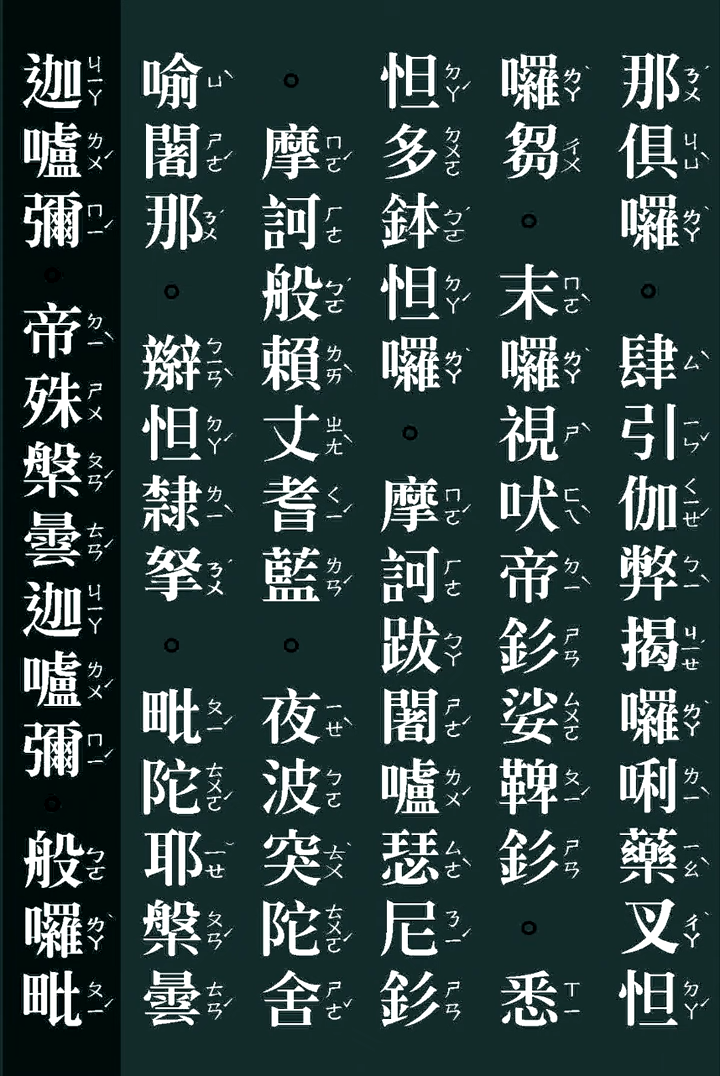 那俱囉。肆引伽弊揭囉唎藥叉怛
囉芻。末囉視吠帝釤娑鞞釤。悉
怛多鉢怛囉。摩訶跋闍嚧瑟尼釤
。摩訶般賴丈耆藍。夜波突陀舍
喻闍那。辮怛隸拏。毗陀耶槃曇
迦嚧彌。帝殊槃曇迦嚧彌。般囉毗